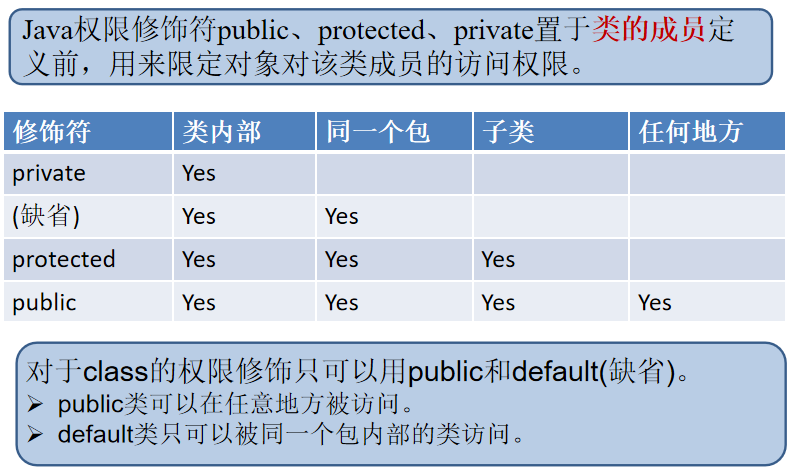 Java权限修饰符public、protected、private置于类的成员定
义前，用来限定对象对该类成员的访问权限。
修饰符 类内部 同一个包 子类 任何地方
private Yes
(缺省) Yes Yes
protected Yes Yes Yes
public Yes Yes Yes Yes
对于class的权限修饰只可以用public和default(缺省)。
➢ public类可以在任意地方被访问。
➢ default类只可以被同一个包内部的类访问。